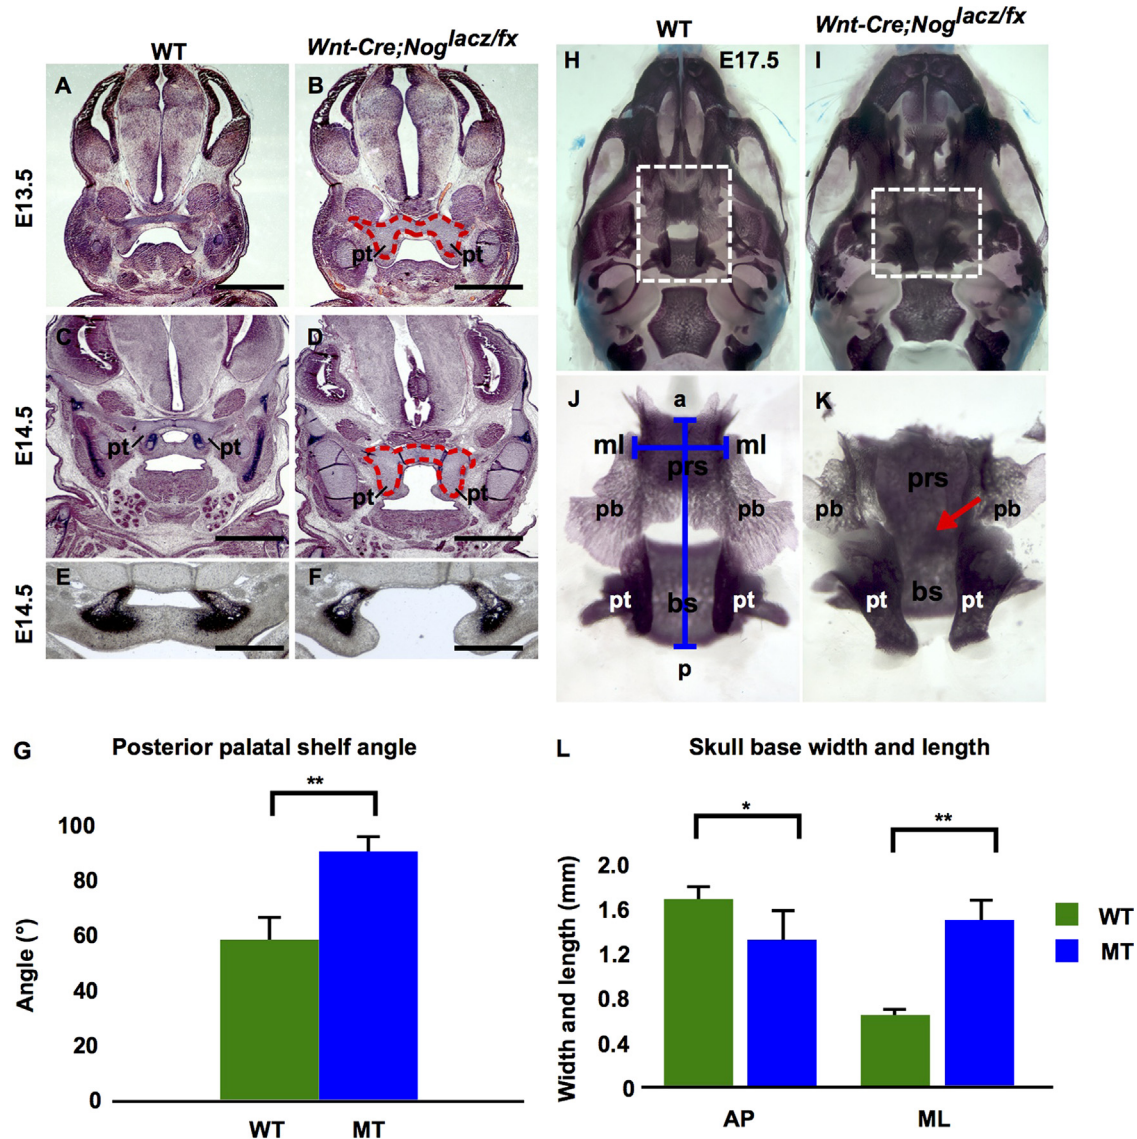 WT
Wnt-Cre;Nog lacz/fx
WT
Wnt-Cre;Nog lacz/fx
E13.5
A
B
pt
pt
E14.5
C
pt
pt
D
pt
pt
E14.5
E
F
H
E17.5
I
J
a
ml
ml
prs
pb
pb
pt
bs
pt
p
K
prs
pb
pb
bs
pt
pt
G
Posterior palatal shelf angle
**
Angle (°)
100
80
60
40
20
0
WT
MT
L
Skull base width and length
*
**
Width and length (mm)
2.0
1.6
1.2
0.8
0.4
0
AP
ML
WT
MT